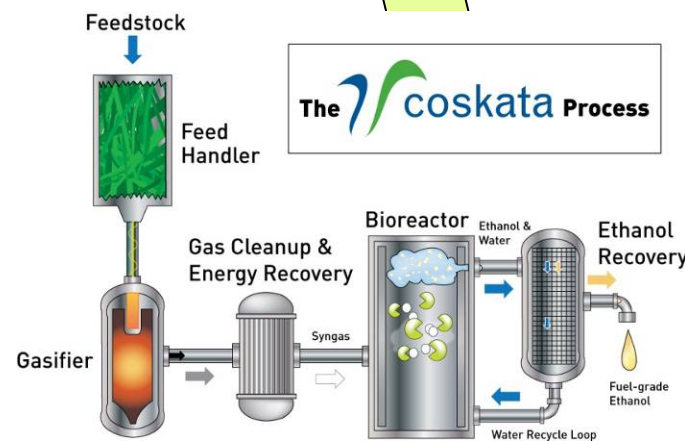 Feedstock
The coskata Process
Feed
Handler
Bioreactor
Ethanol &
Water
Ethanol
Recovery
Gas Cleanup &
Energy Recovery
Syngas
Gasifier
Fuel-grade
Ethanol
Water Recycle Loop